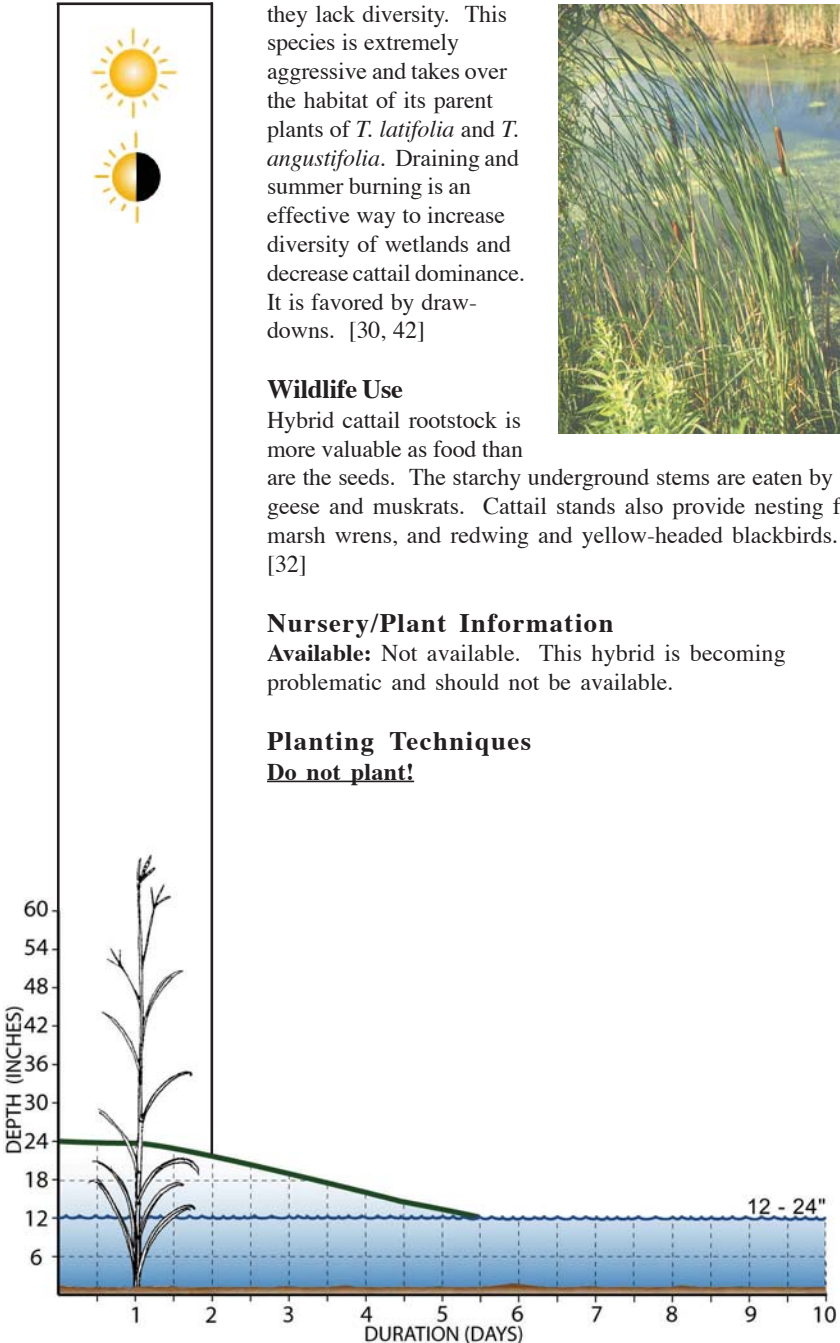 they lack diversity. This
species is extremely
aggressive and takes over
the habitat of its parent
plants of T. latifolia and T.
angustifolia. Draining and
summer burning is an
effective way to increase
diversity of wetlands and
decrease cattail dominance.
It is favored by draw-
downs. [30, 42]
Wildlife Use
Hybrid cattail rootstock is
more valuable as food than
are the seeds. The starchy underground stems are eaten by
geese and muskrats. Cattail stands also provide nesting f
marsh wrens, and redwing and yellow-headed blackbirds.
[32]
Nursery/Plant Information
Available: Not available. This hybrid is becoming
problematic and should not be available.
Planting Techniques
Do not plant!
60
54
48
42
36
30
24
18
12
6
DEPTH (INCHES)
12 - 24"
1 2 3 4 5 6 7 8 9 10
DURATION (DAYS)